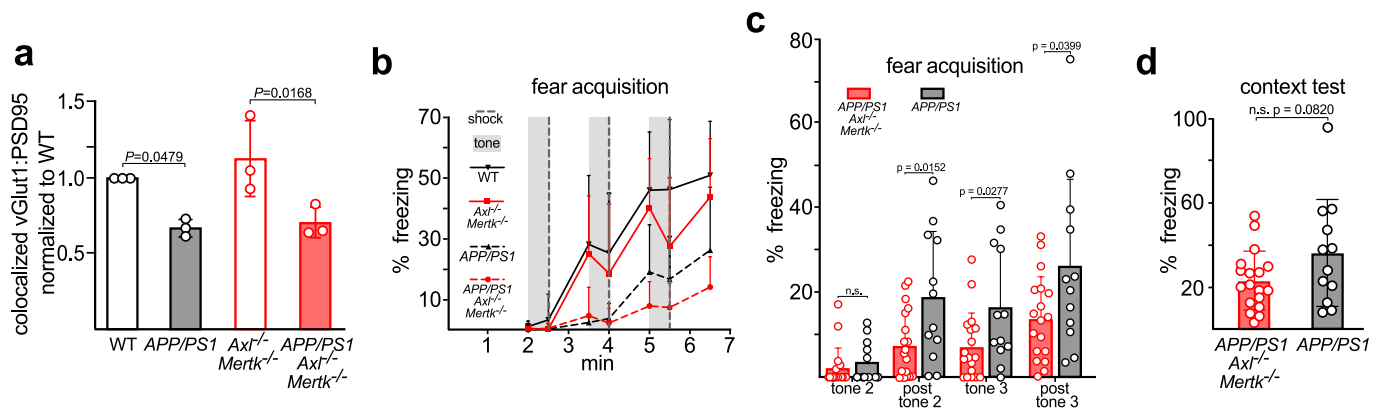 a
colocalized vGlut1:PSD95
normalized to WT
1.5
1.0
0.5
P=0.0479
P=0.0168
WT
APP/PS1
Axl-/-
Mertk-/-
APP/PS1
Axl-/-
Mertk-/-
b
fear acquisition
% freezing
70
50
30
10
shock
tone
WT
Axl-/-
Mertk-/-
APP/PS1
APP/PS1
Axl-/-
Mertk-/-
1 2 3 4 5 6 7
min
c
fear acquisition
% freezing
80
60
40
20
APP/PS1
Axl-/-
Mertk-/-
APP/PS1
n.s.
p = 0.0152
p = 0.0277
p = 0.0399
tone 2
post
tone 2
tone 3
post
tone 3
d
context test
n.s. p = 0.0820
% freezing
100
60
20
APP/PS1
Axl-/-
Mertk-/-
APP/PS1